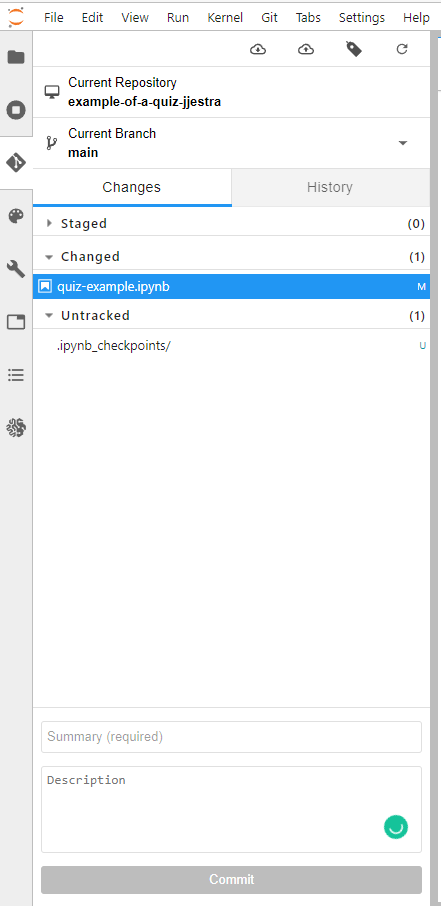 File Edit View Run Kernel Git Tabs Settings Help
Current Repository
example-of-a-quiz-jjestra
Current Branch
main
Changes History
Staged (0)
Changed (1)
quiz-example.ipynb M
Untracked (1)
.ipynb_checkpoints/ U
Summary (required)
Description
Commit